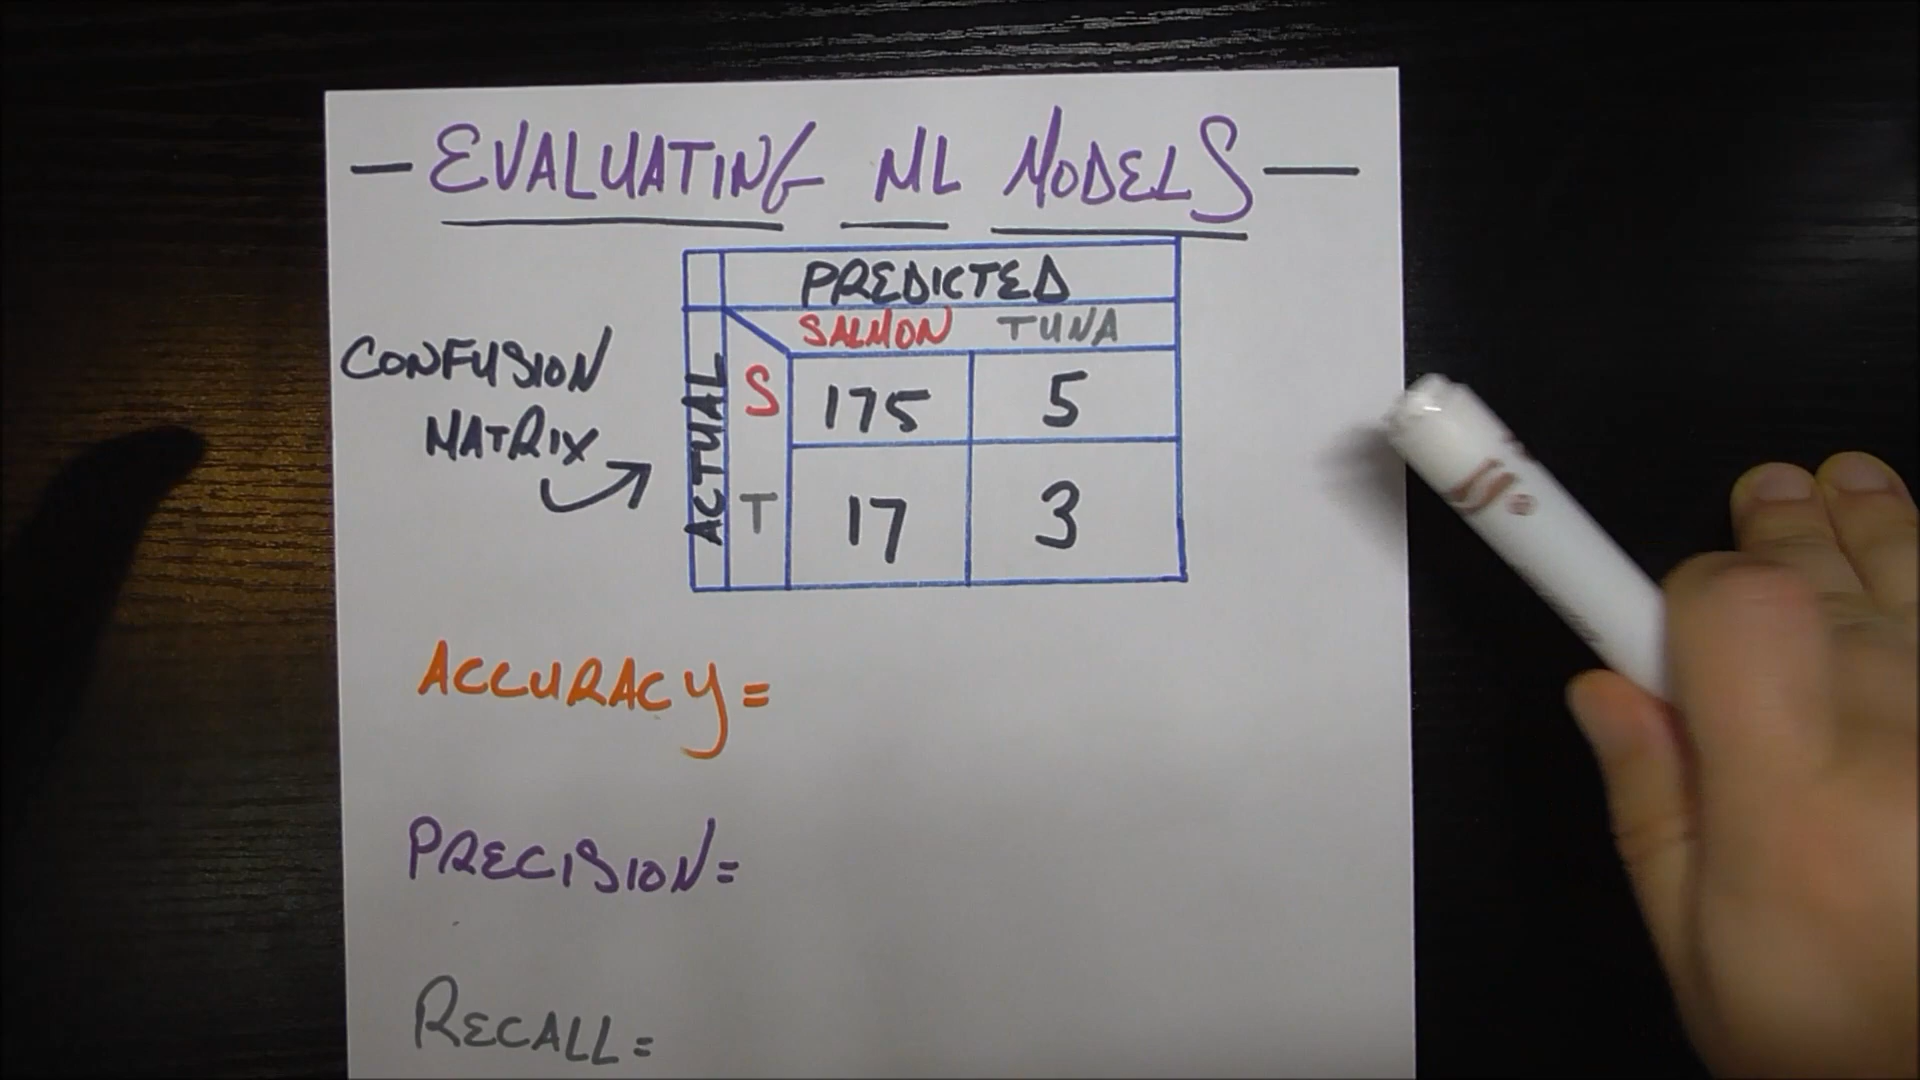 - EVALUATING ML MODELS -
PREDICTED
SALMON TUNA
CONFUSION
MATRIX
ACTUAL
S 175 5
T 17 3
ACCURACY =
PRECISION =
RECALL =